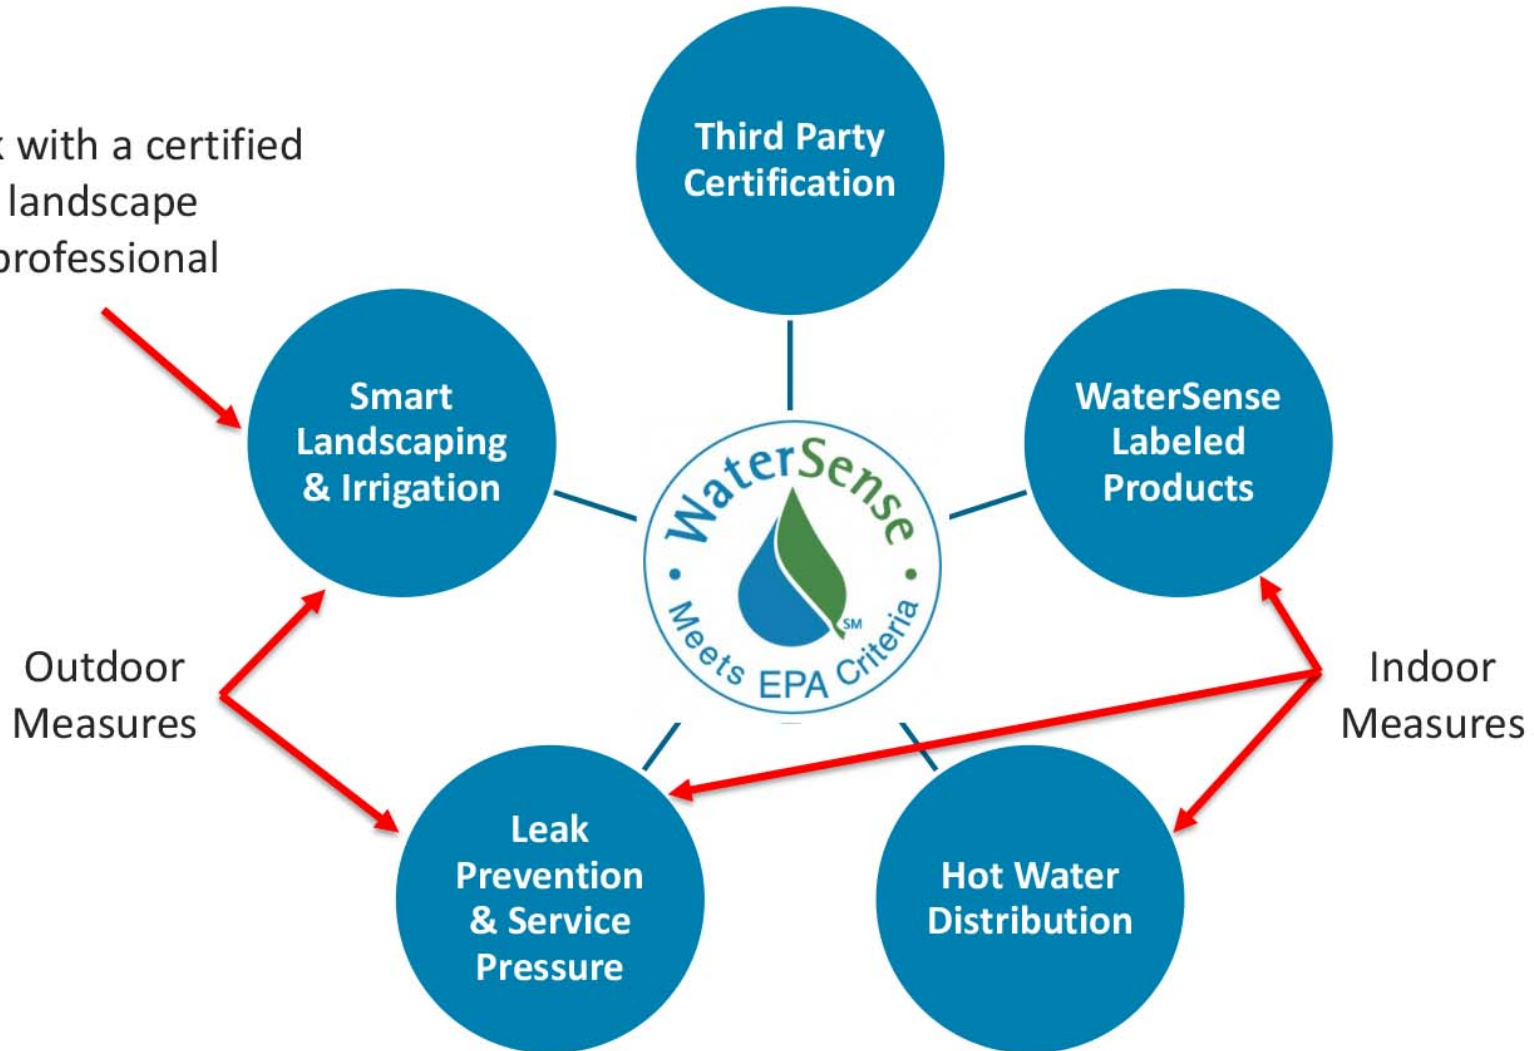 Third Party
Certification
with a certified
landscape
professional
Smart
Landscaping
& Irrigation
WaterSense
Labeled
Products
WaterSense
SM
Meets EPA Criteria
Outdoor
Measures
Indoor
Measures
Leak
Prevention
& Service
Pressure
Hot Water
Distribution